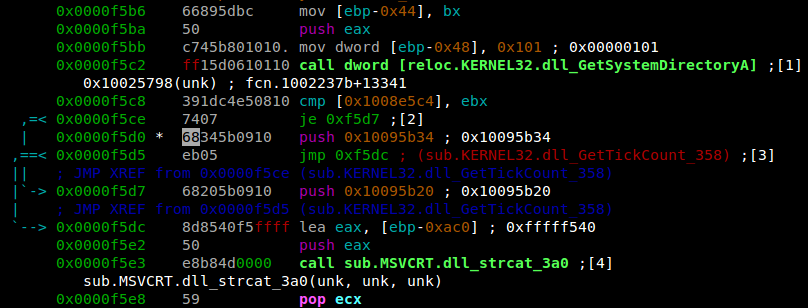 0x0000f5b6 66895dbc mov [ebp-0x44], bx
0x0000f5ba 50 push eax
0x0000f5bb c745b801010. mov dword [ebp-0x48], 0x101 ; 0x00000101
0x0000f5c2 ff15d0610110 call dword [reloc.KERNEL32.dll_GetSystemDirectoryA] ;[1]
0x10025798(unk) ; fcn.1002237b+13341
0x0000f5c8 391dc4e50810 cmp [0x1008e5c4], ebx
,=< 0x0000f5ce 7407 je 0xf5d7 ;[2]
| 0x0000f5d0 * 68345b0910 push 0x10095b34 ; 0x10095b34
,==< 0x0000f5d5 eb05 jmp 0xf5dc ; (sub.KERNEL32.dll_GetTickCount_358) ;[3]
|| ; JMP XREF from 0x0000f5ce (sub.KERNEL32.dll_GetTickCount_358)
|`-> 0x0000f5d7 68205b0910 push 0x10095b20 ; 0x10095b20
| ; JMP XREF from 0x0000f5d5 (sub.KERNEL32.dll_GetTickCount_358)
`--> 0x0000f5dc 8d8540f5ffff lea eax, [ebp-0xac0] ; 0xfffff540
0x0000f5e2 50 push eax
0x0000f5e3 e8b84d0000 call sub.MSVCRT.dll_strcat_3a0 ;[4]
sub.MSVCRT.dll_strcat_3a0(unk, unk, unk)
0x0000f5e8 59 pop ecx